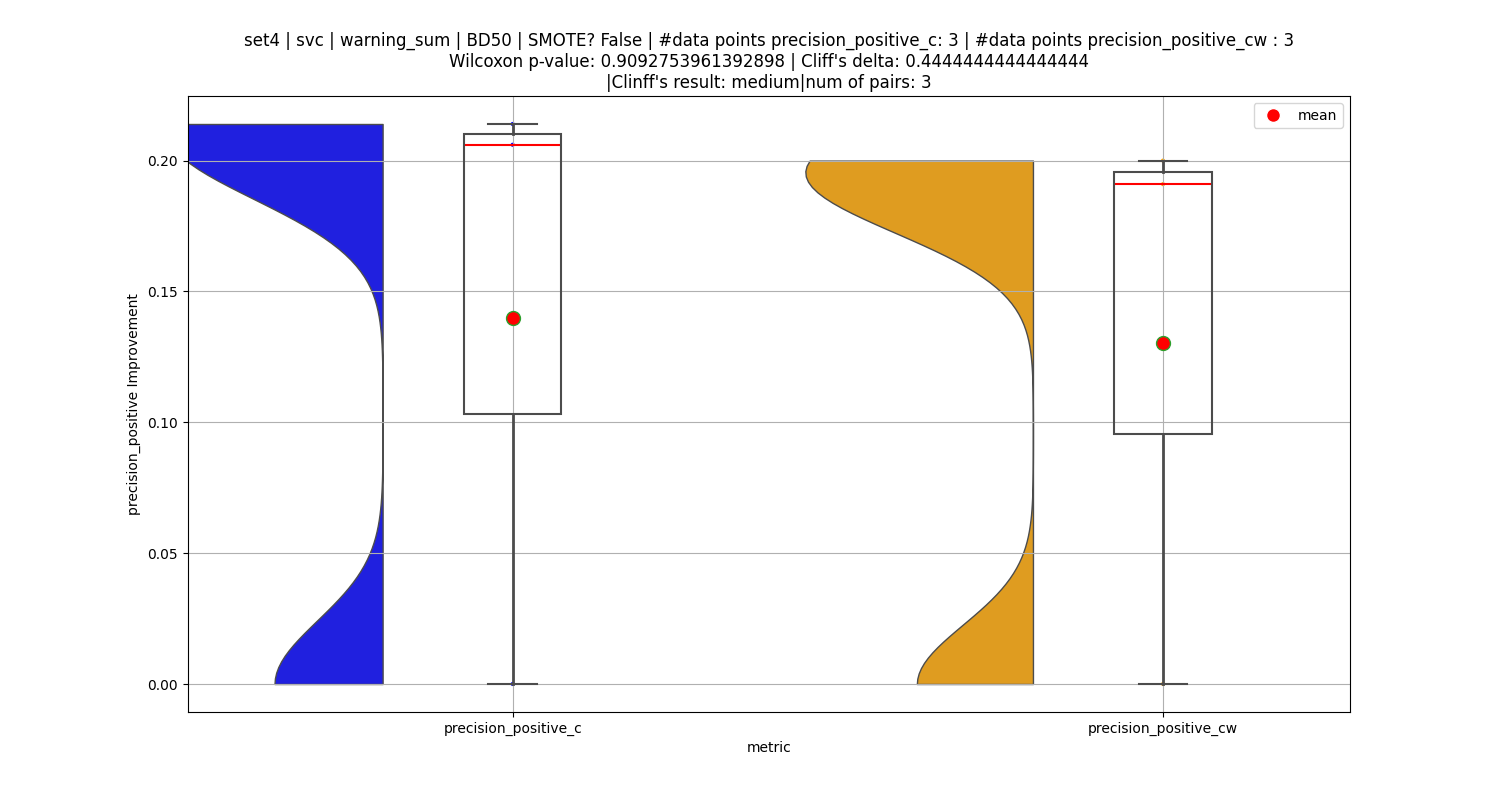 set4 | svc | warning_sum | BD50 | SMOTE? False | #data points precision_positive_c: 3 | #data points precision_positive_cw : 3
Wilcoxon p-value: 0.9092753961392898 | Cliff's delta: 0.4444444444444444
|Clinff's result: medium|num of pairs: 3
mean
0.20
0.15
0.10
0.05
0.00
precision_positive Improvement
precision_positive_c
precision_positive_cw
metric